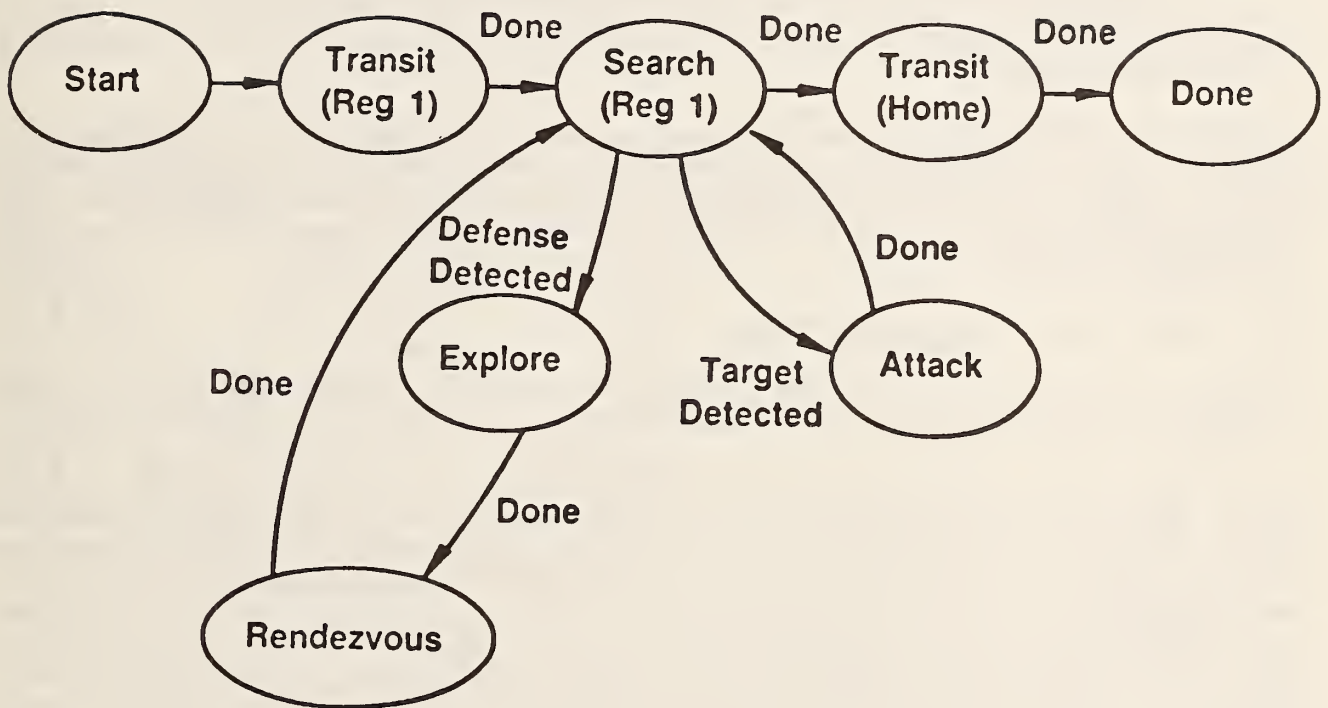 Done
Done
Done
Start
Transit
(Reg 1)
Search
(Reg 1)
Transit
(Home)
Done
Defense
Detected
Done
Explore
Done
Target
Detected
Attack
Done
Rendezvous